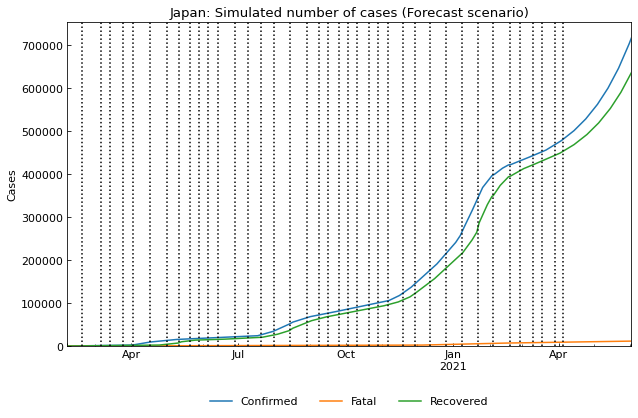 Japan: Simulated number of cases (Forecast scenario)
700000
600000
500000
400000
300000
200000
100000
0
Cases
Apr Jul Oct Jan Apr
2021
Confirmed Fatal Recovered